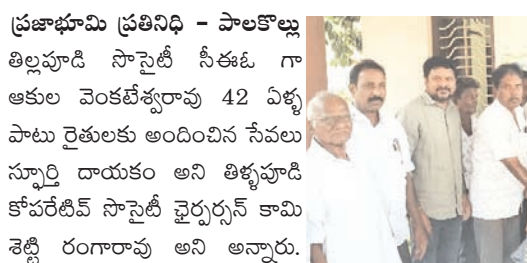 ప్రజాభూమి ప్రతినిధి - పాలకొల్లు
తిల్లపూడి సొసైటీ సీఈఓ గా
ఆకుల వెంకటేశ్వరావు 42 ఏళ్ళ
పాటు రైతులకు అందించిన సేవలు
స్ఫూర్తి దాయకం అని తిళ్ళపూడి
కోపరేటివ్ సొసైటీ ఛైర్పర్సన్ కామి
శెట్టి రంగారావు అని అన్నారు.